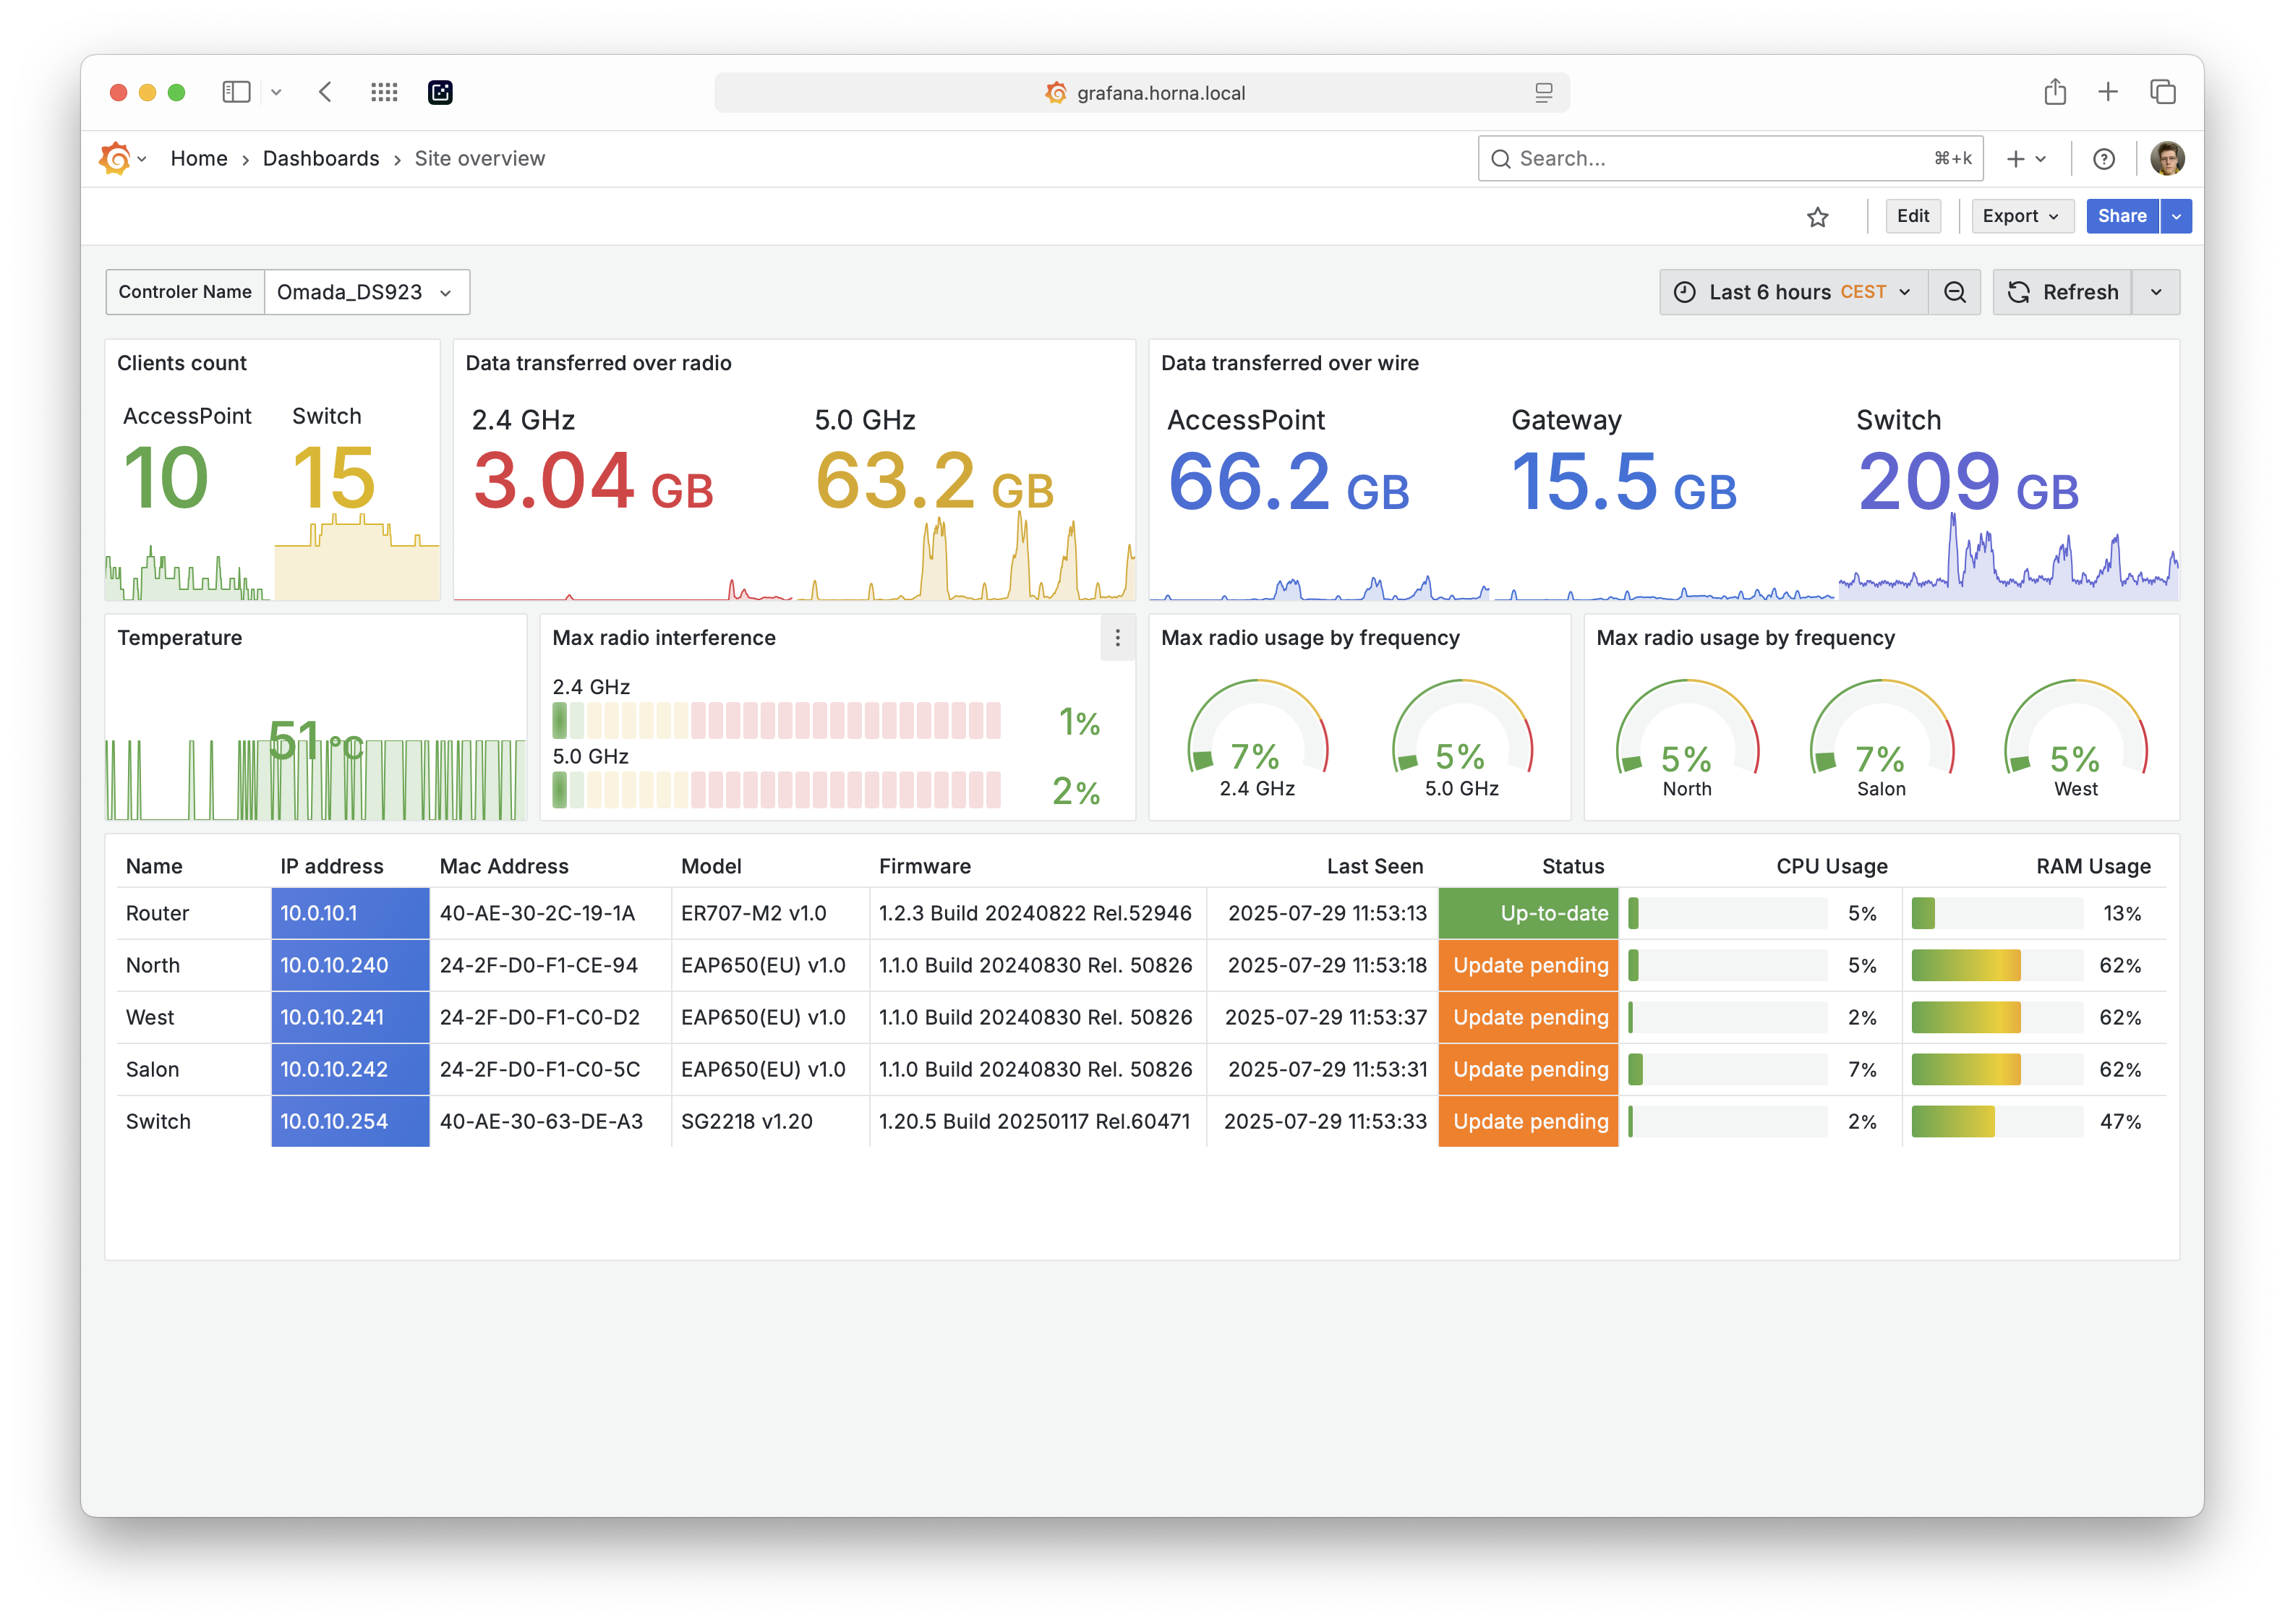 grafana.horna.local
Home › Dashboards › Site overview
Search...
⌘+k
Edit
Export
Share
Controler Name
Omada_DS923
Last 6 hours CEST
Refresh
Clients count
AccessPoint
10
Switch
15
Data transferred over radio
2.4 GHz
3.04 GB
5.0 GHz
63.2 GB
Data transferred over wire
AccessPoint
66.2 GB
Gateway
15.5 GB
Switch
209 GB
Temperature
51 °C
Max radio interference
2.4 GHz
1%
5.0 GHz
2%
Max radio usage by frequency
7%
2.4 GHz
5%
5.0 GHz
Max radio usage by frequency
5%
North
7%
Salon
5%
West
Name IP address Mac Address Model Firmware Last Seen Status CPU Usage RAM Usage
Router 10.0.10.1 40-AE-30-2C-19-1A ER707-M2 v1.0 1.2.3 Build 20240822 Rel.52946 2025-07-29 11:53:13 Up-to-date 5% 13%
North 10.0.10.240 24-2F-D0-F1-CE-94 EAP650(EU) v1.0 1.1.0 Build 20240830 Rel. 50826 2025-07-29 11:53:18 Update pending 5% 62%
West 10.0.10.241 24-2F-D0-F1-C0-D2 EAP650(EU) v1.0 1.1.0 Build 20240830 Rel. 50826 2025-07-29 11:53:37 Update pending 2% 62%
Salon 10.0.10.242 24-2F-D0-F1-C0-5C EAP650(EU) v1.0 1.1.0 Build 20240830 Rel. 50826 2025-07-29 11:53:31 Update pending 7% 62%
Switch 10.0.10.254 40-AE-30-63-DE-A3 SG2218 v1.20 1.20.5 Build 20250117 Rel.60471 2025-07-29 11:53:33 Update pending 2% 47%